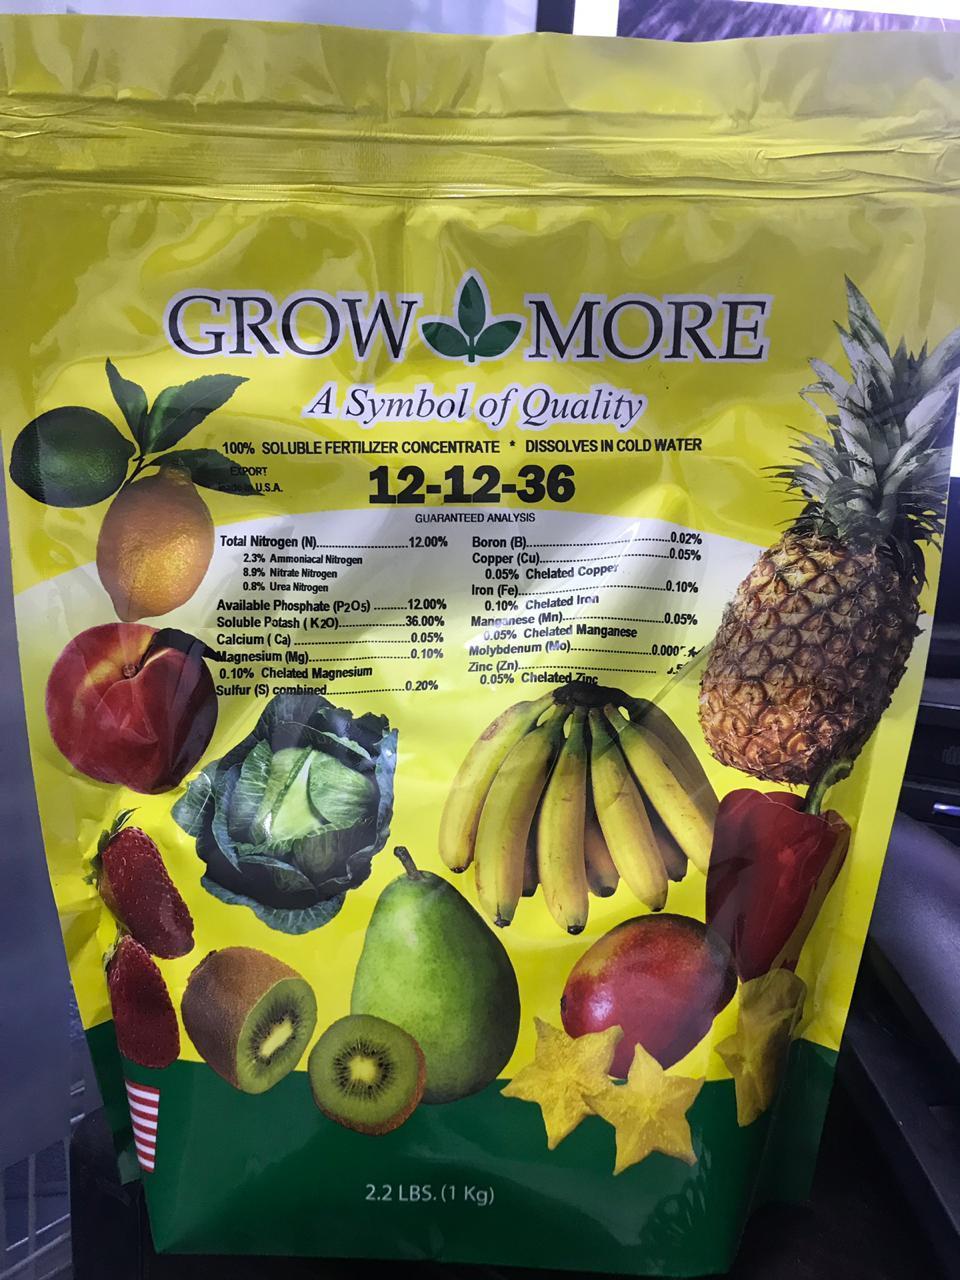 GROW MORE
A Symbol of Quality
100% SOLUBLE FERTILIZER CONCENTRATE * DISSOLVES IN COLD WATER
EXPORT
made in U.S.A.
12-12-36
GUARANTEED ANALYSIS
Total Nitrogen (N)..............................12.00%
2.3% Ammoniacal Nitrogen
8.9% Nitrate Nitrogen
0.8% Urea Nitrogen
Available Phosphate (P2O5) ...........12.00%
Soluble Potash ( K2O)......................36.00%
Calcium ( Ca) ....................................0.05%
Magnesium (Mg)................................0.10%
0.10% Chelated Magnesium
Sulfur (S) combined.........................0.20%
Boron (B)...........................................0.02%
Copper (Cu).......................................0.05%
0.05% Chelated Copper
Iron (Fe).............................................0.10%
0.10% Chelated Iron
Manganese (Mn)................................0.05%
0.05% Chelated Manganese
Molybdenum (Mo)
Zinc (Zn)
0.05% Chelated Zinc
2.2 LBS. (1 Kg)